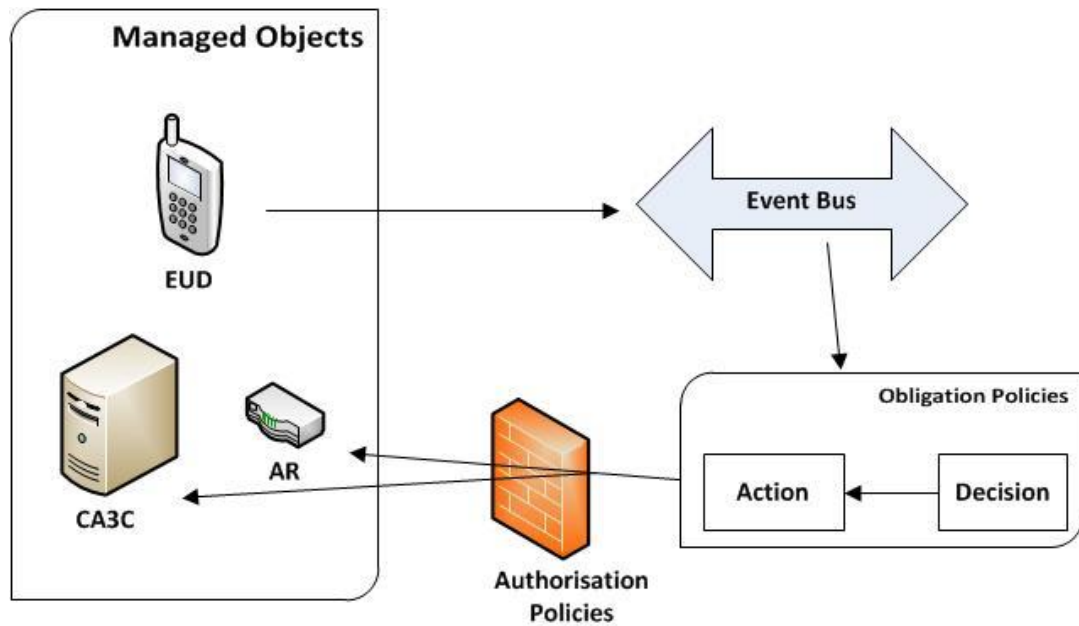 Managed Objects
EUD
Event Bus
Obligation Policies
Action
Decision
AR
CA3C
Authorisation
Policies